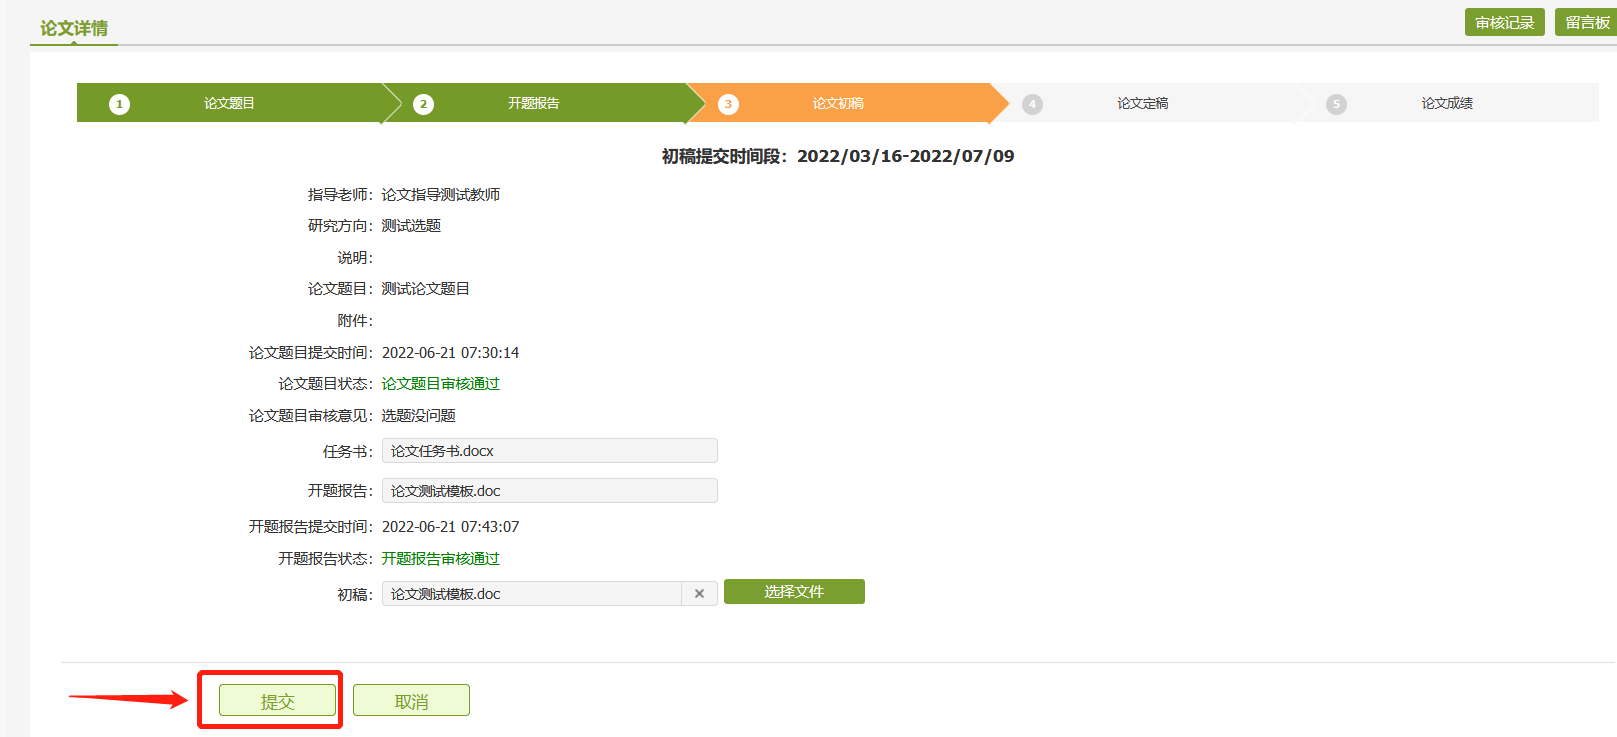 论文详情
审核记录 留言板
1 论文题目 2 开题报告 3 论文初稿 4 论文定稿 5 论文成绩
初稿提交时间段：2022/03/16-2022/07/09
指导老师：论文指导测试教师
研究方向：测试选题
说明：
论文题目：测试论文题目
附件：
论文题目提交时间：2022-06-21 07:30:14
论文题目状态：论文题目审核通过
论文题目审核意见：选题没问题
任务书：论文任务书.docx
开题报告：论文测试模板.doc
开题报告提交时间：2022-06-21 07:43:07
开题报告状态：开题报告审核通过
初稿：论文测试模板.doc × 选择文件
提交 取消